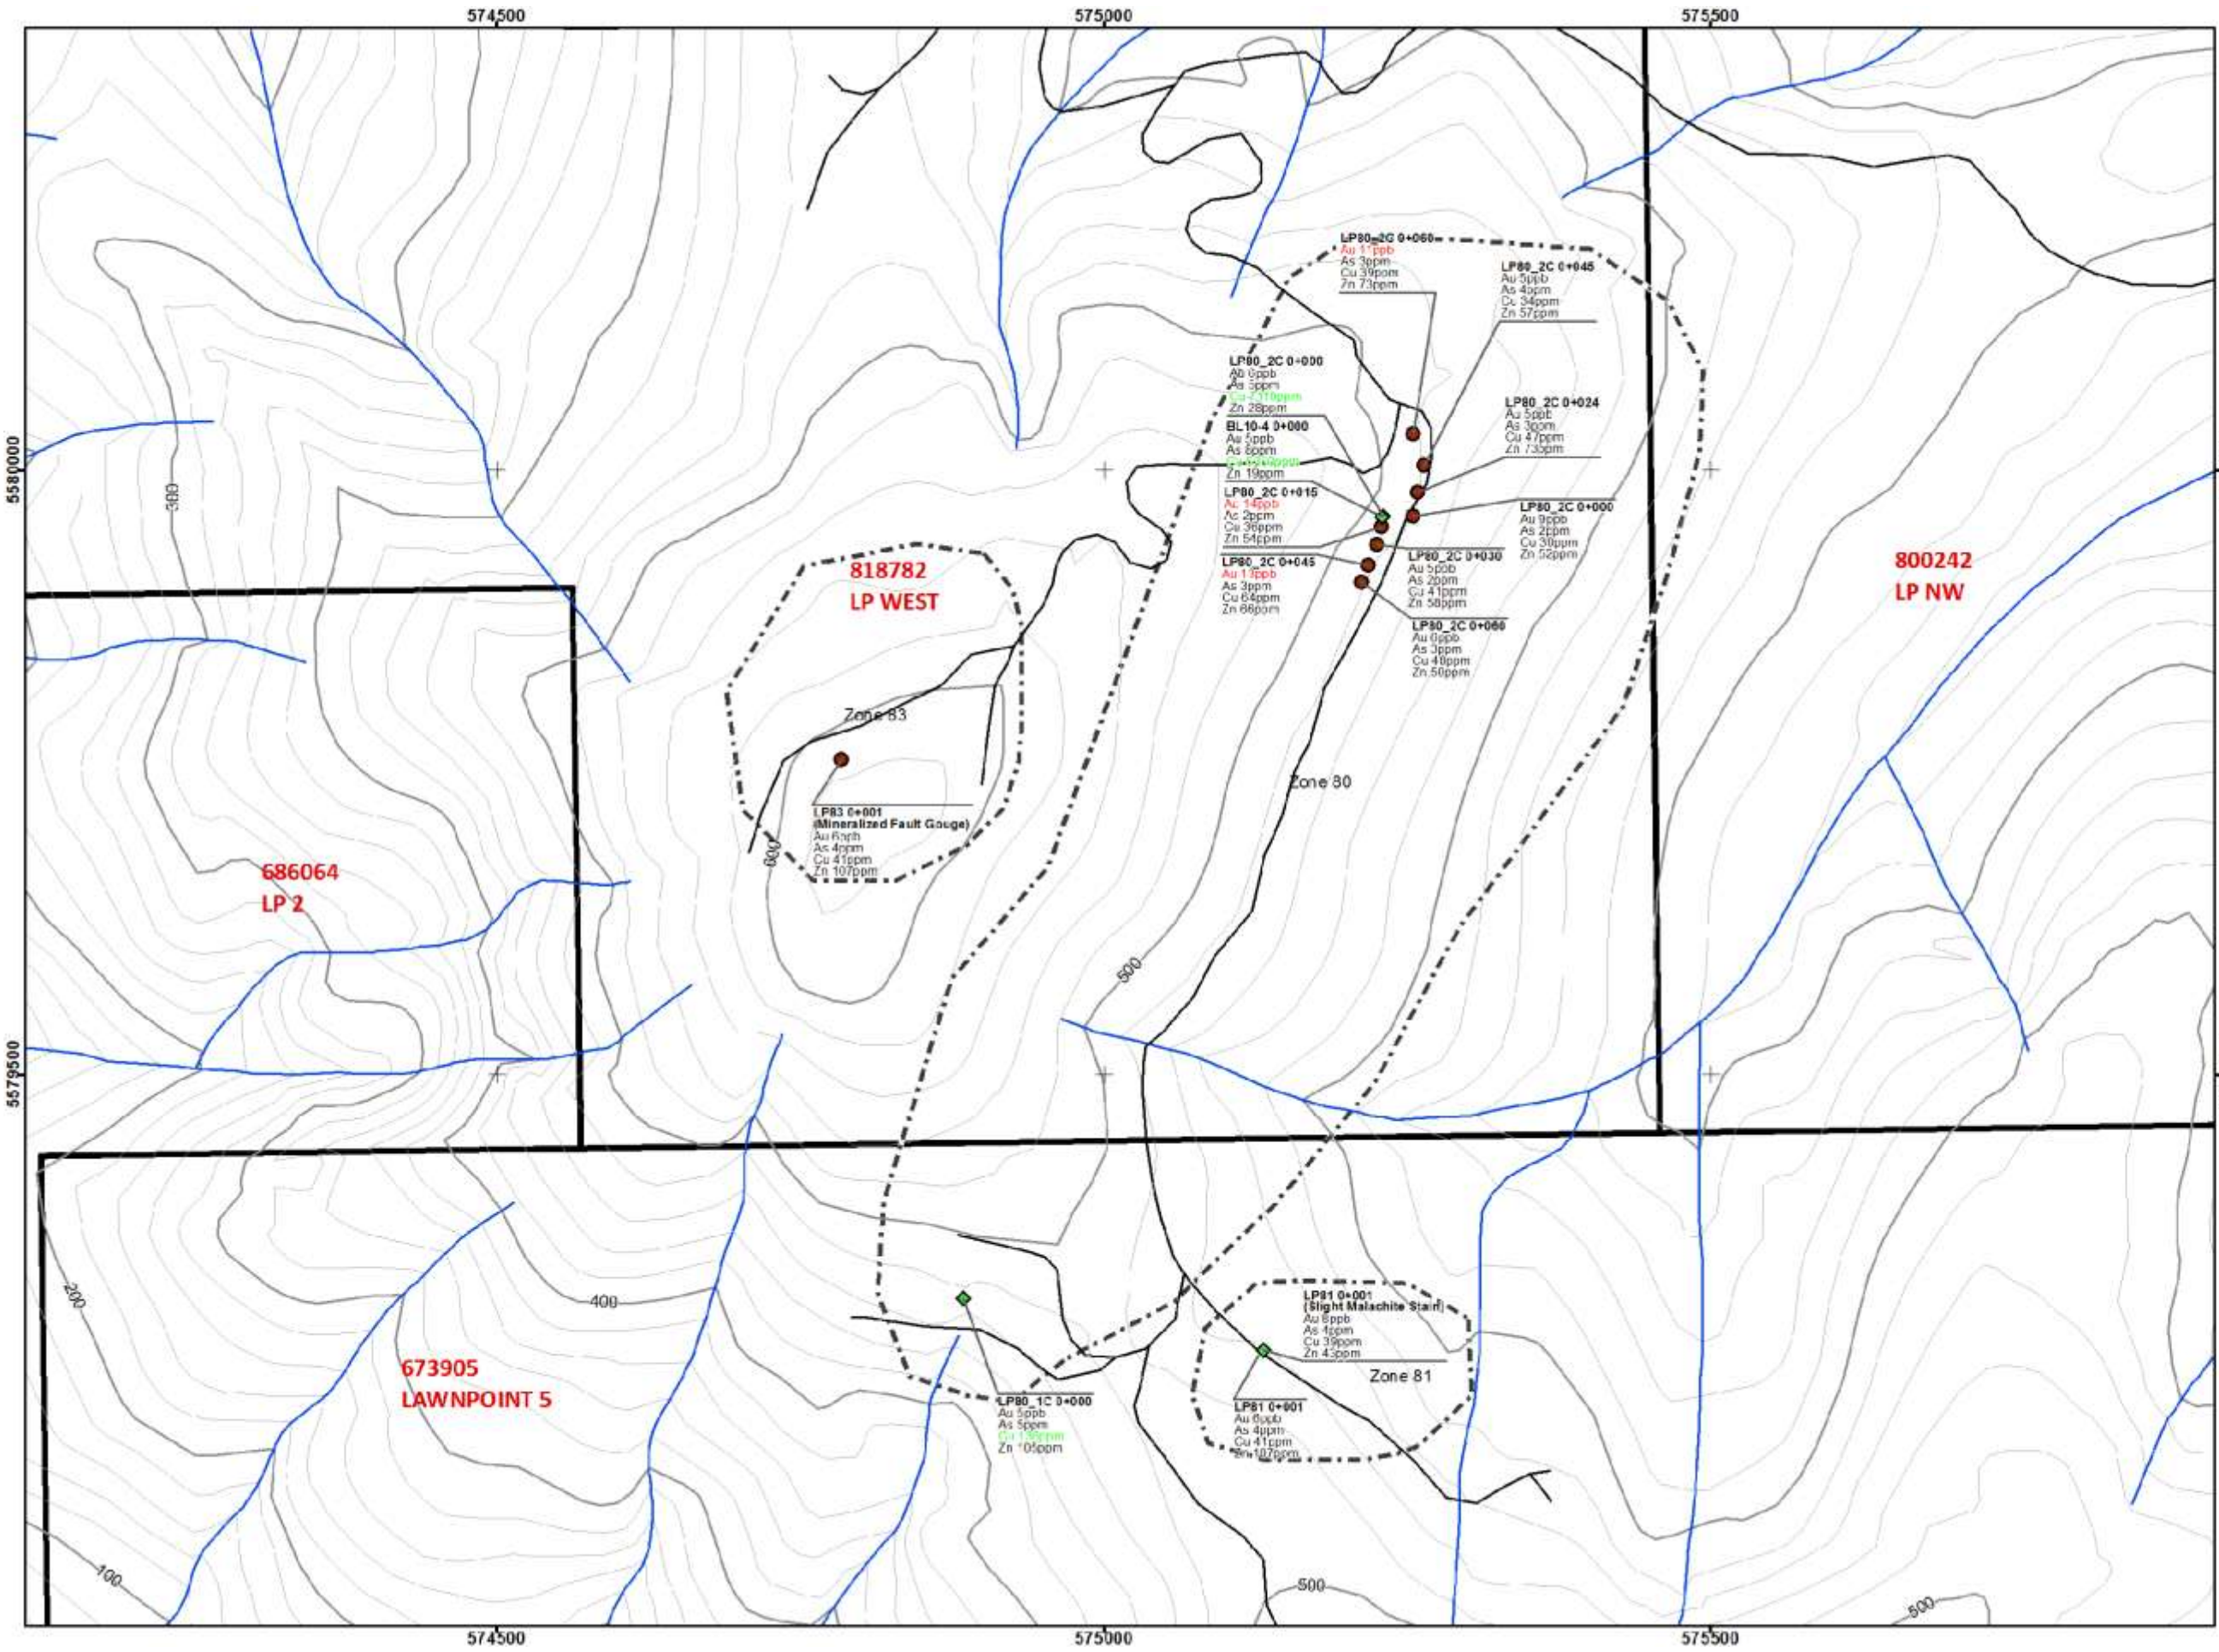 574500
575000
575500
LP80_2C 0+060
Au 11ppb
As 3ppm
Cu 39ppm
Zn 73ppm
LP80_2C 0+045
Au 5ppb
As 4ppm
Cu 34ppm
Zn 57ppm
LP80_2C 0+000
As 5ppm
Zn 28ppm
LP80_2C 0+024
Au 5ppb
As 3ppm
Cu 47ppm
Zn 73ppm
BL10-4 0+000
Au 5ppb
As 8ppm
Zn 19ppm
5580000
300
LP80_2C 0+015
Au 14ppb
As 2ppm
Cu 36ppm
Zn 54ppm
LP80_2C 0+000
Au 9ppb
As 2ppm
Cu 30ppm
Zn 52ppm
LP80_2C 0+045
Au 13ppb
As 3ppm
Cu 64ppm
Zn 66ppm
LP80_2C 0+030
Au 5ppb
As 2ppm
Cu 41ppm
Zn 58ppm
LP80_2C 0+060
As 3ppm
Cu 48ppm
Zn 50ppm
818782
LP WEST
800242
LP NW
Zone 83
Zone 80
LP83 0+001
(Mineralized Fault Gouge)
Au 6ppb
As 4ppm
Cu 41ppm
Zn 107ppm
600
686064
LP 2
500
5579500
200
400
LP81 0+001
(Slight Malachite Stain)
Au 8ppb
As 4ppm
Cu 39ppm
Zn 43ppm
Zone 81
673905
LAWNPOINT 5
LP80_1C 0+000
Au 5ppb
As 5ppm
Zn 105ppm
LP81 0+001
Au 6ppb
As 4ppm
Cu 41ppm
Zn 107ppm
100
500
500
574500
575000
575500